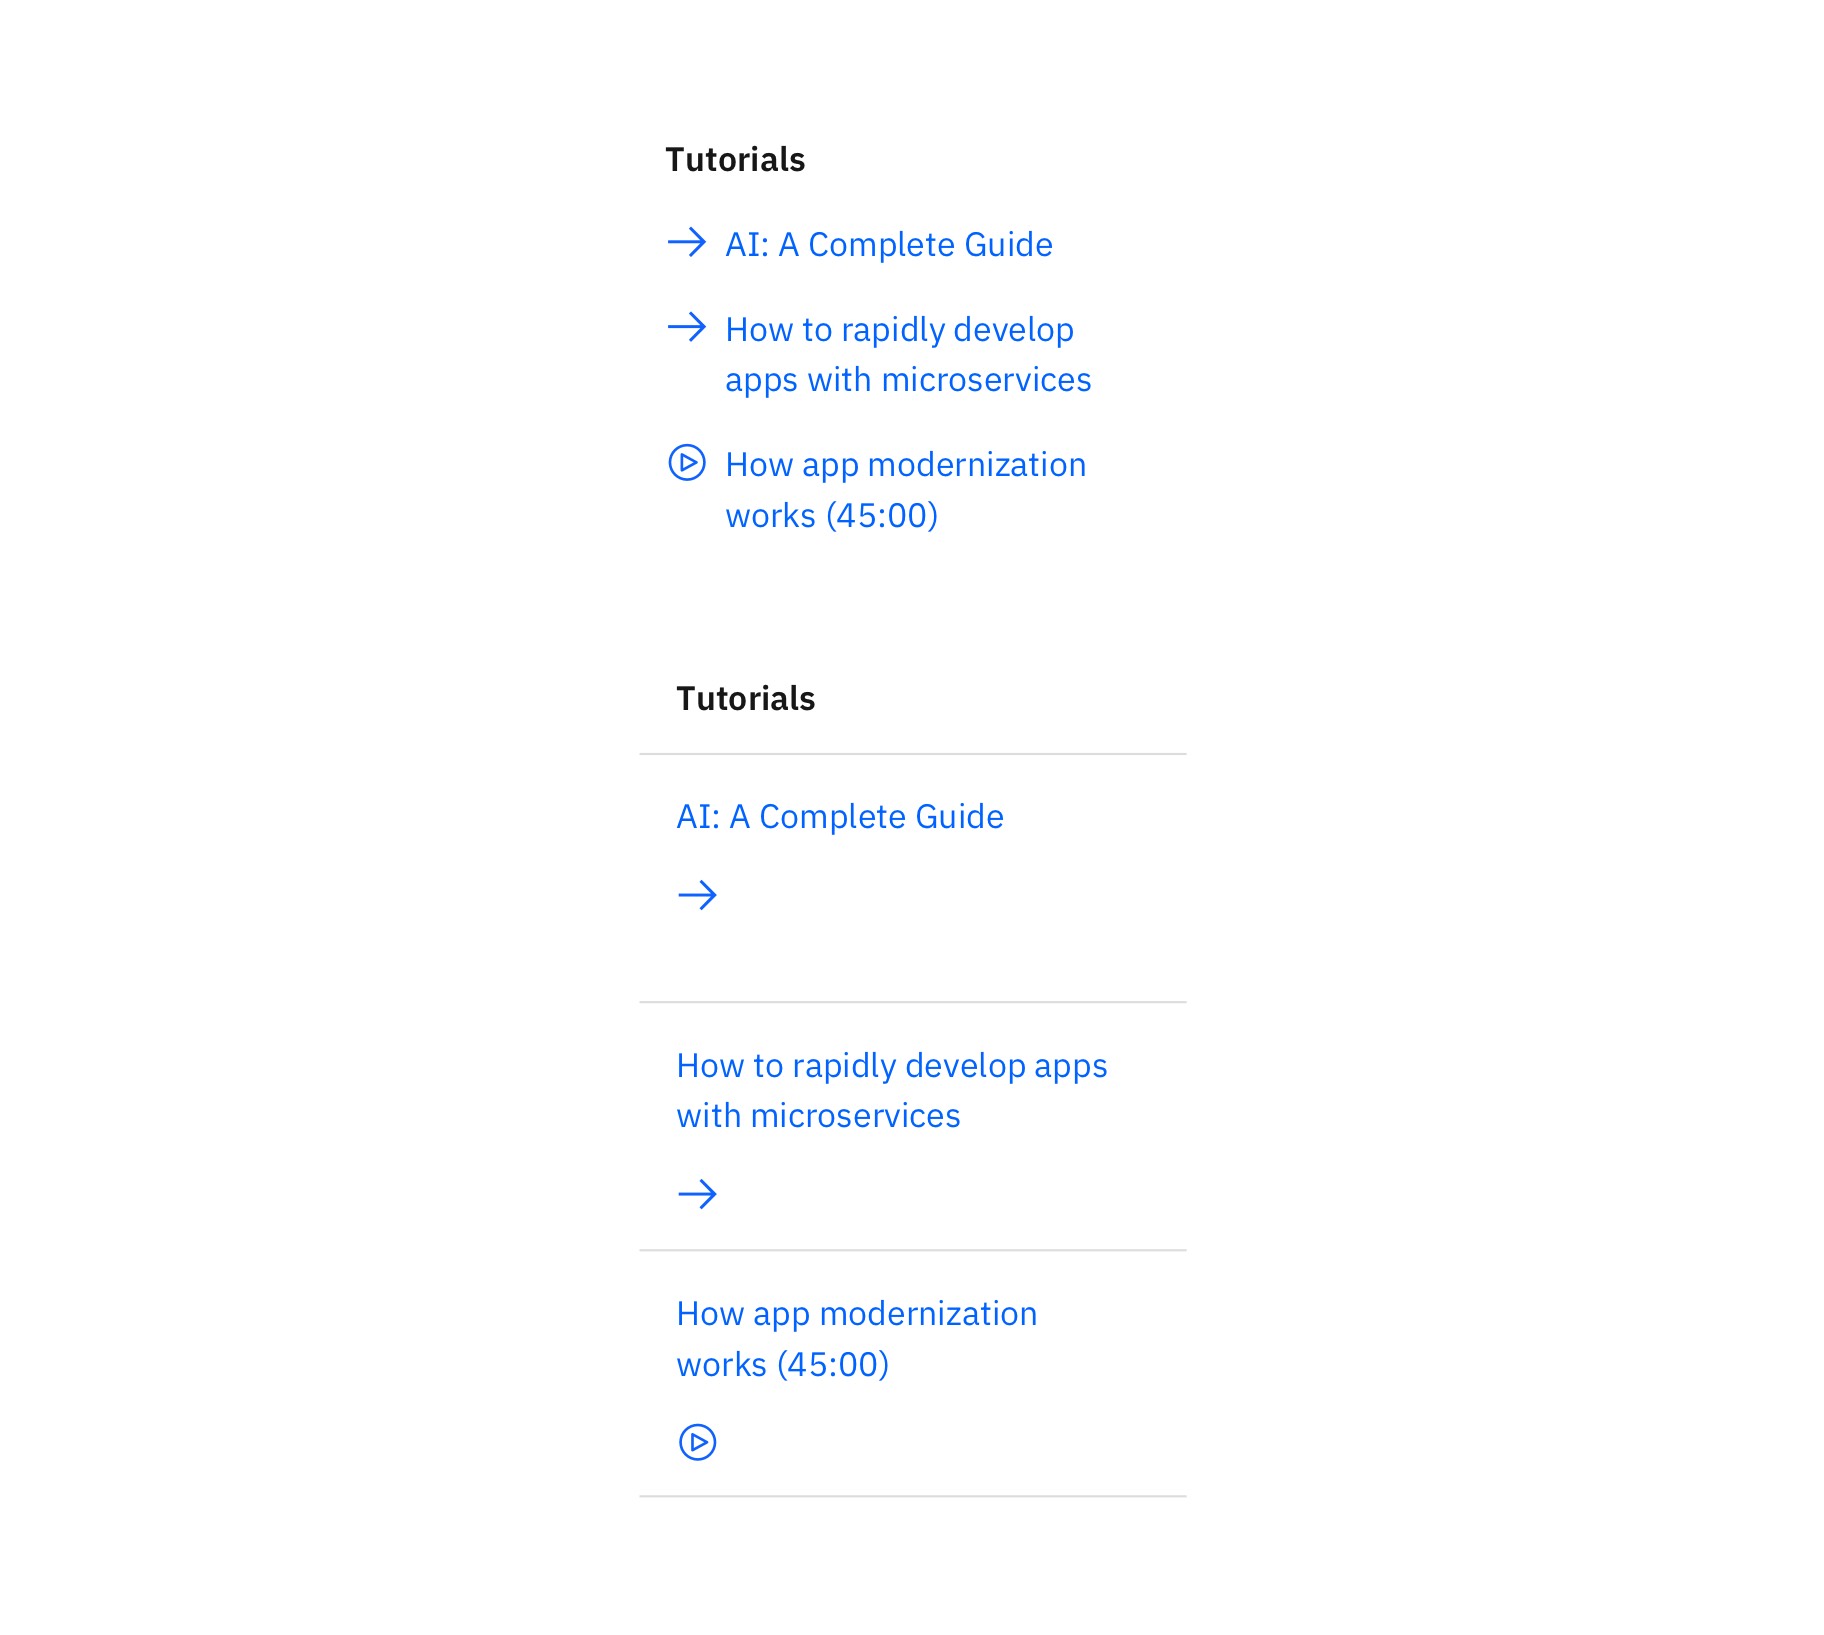 Tutorials
AI: A Complete Guide
How to rapidly develop
apps with microservices
How app modernization
works (45:00)
Tutorials
AI: A Complete Guide
How to rapidly develop apps
with microservices
How app modernization
works (45:00)